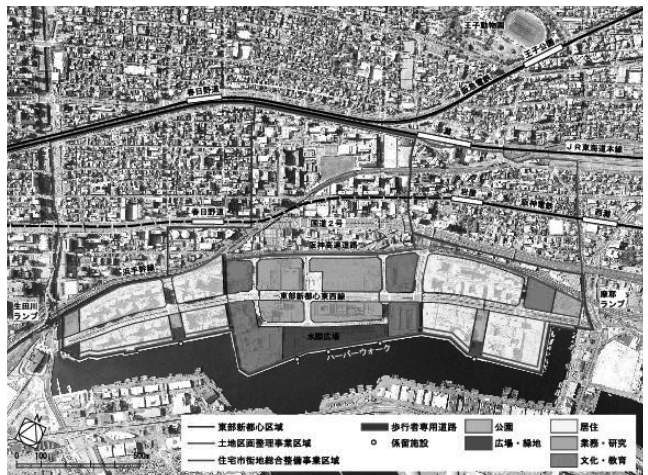 王子動物園
王子公園
阪急電鉄
春日野道
灘
JR東海道本線
岩屋
阪神電鉄
西灘
春日野道
国道2号
阪神高速道路
浜手幹線
生田川
ランプ
東部新都心東西線
摩耶
ランプ
水際広場
ハーバーウォーク
東部新都心区域
土地区画整理事業区域
住宅市街地総合整備事業区域
歩行者専用道路
係留施設
公園
広場・緑地
居住
業務・研究
文化・教育
N
0 100 500m